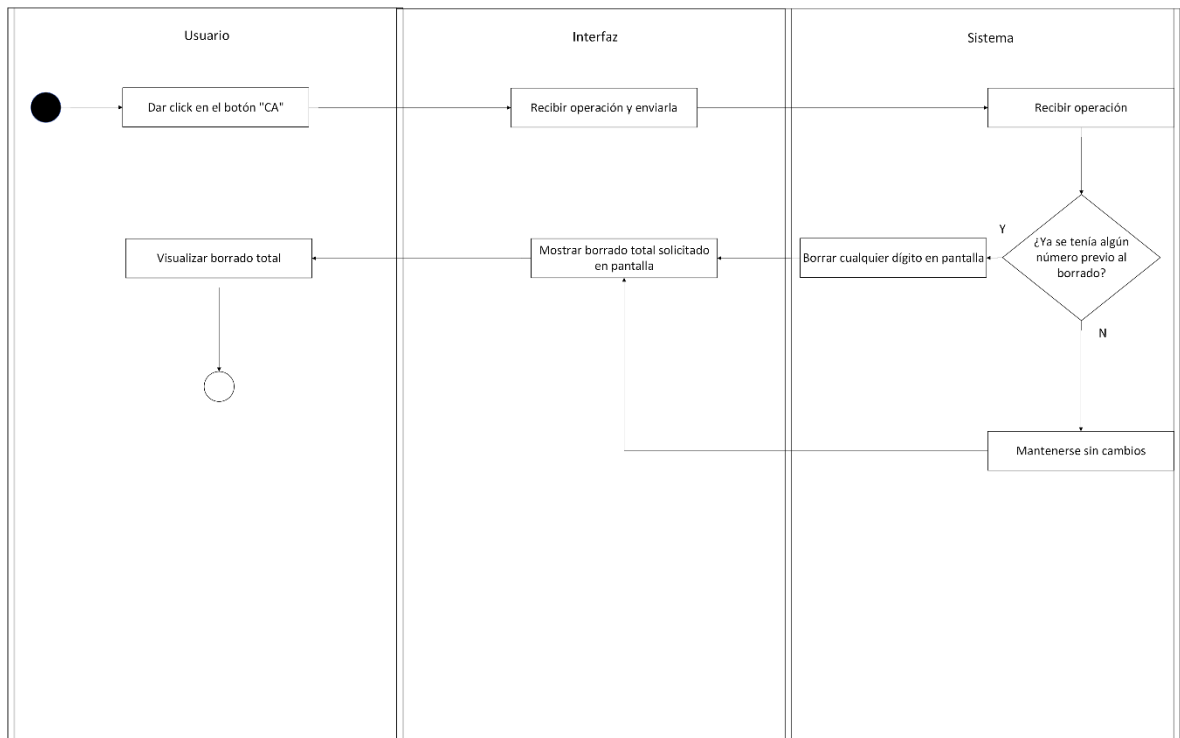 Usuario
Interfaz
Sistema
Dar click en el botón "CA"
Recibir operación y enviarla
Recibir operación
Visualizar borrado total
Mostrar borrado total solicitado
en pantalla
Borrar cualquier dígito en pantalla
Y
¿Ya se tenía algún
número previo al
borrado?
N
Mantenerse sin cambios